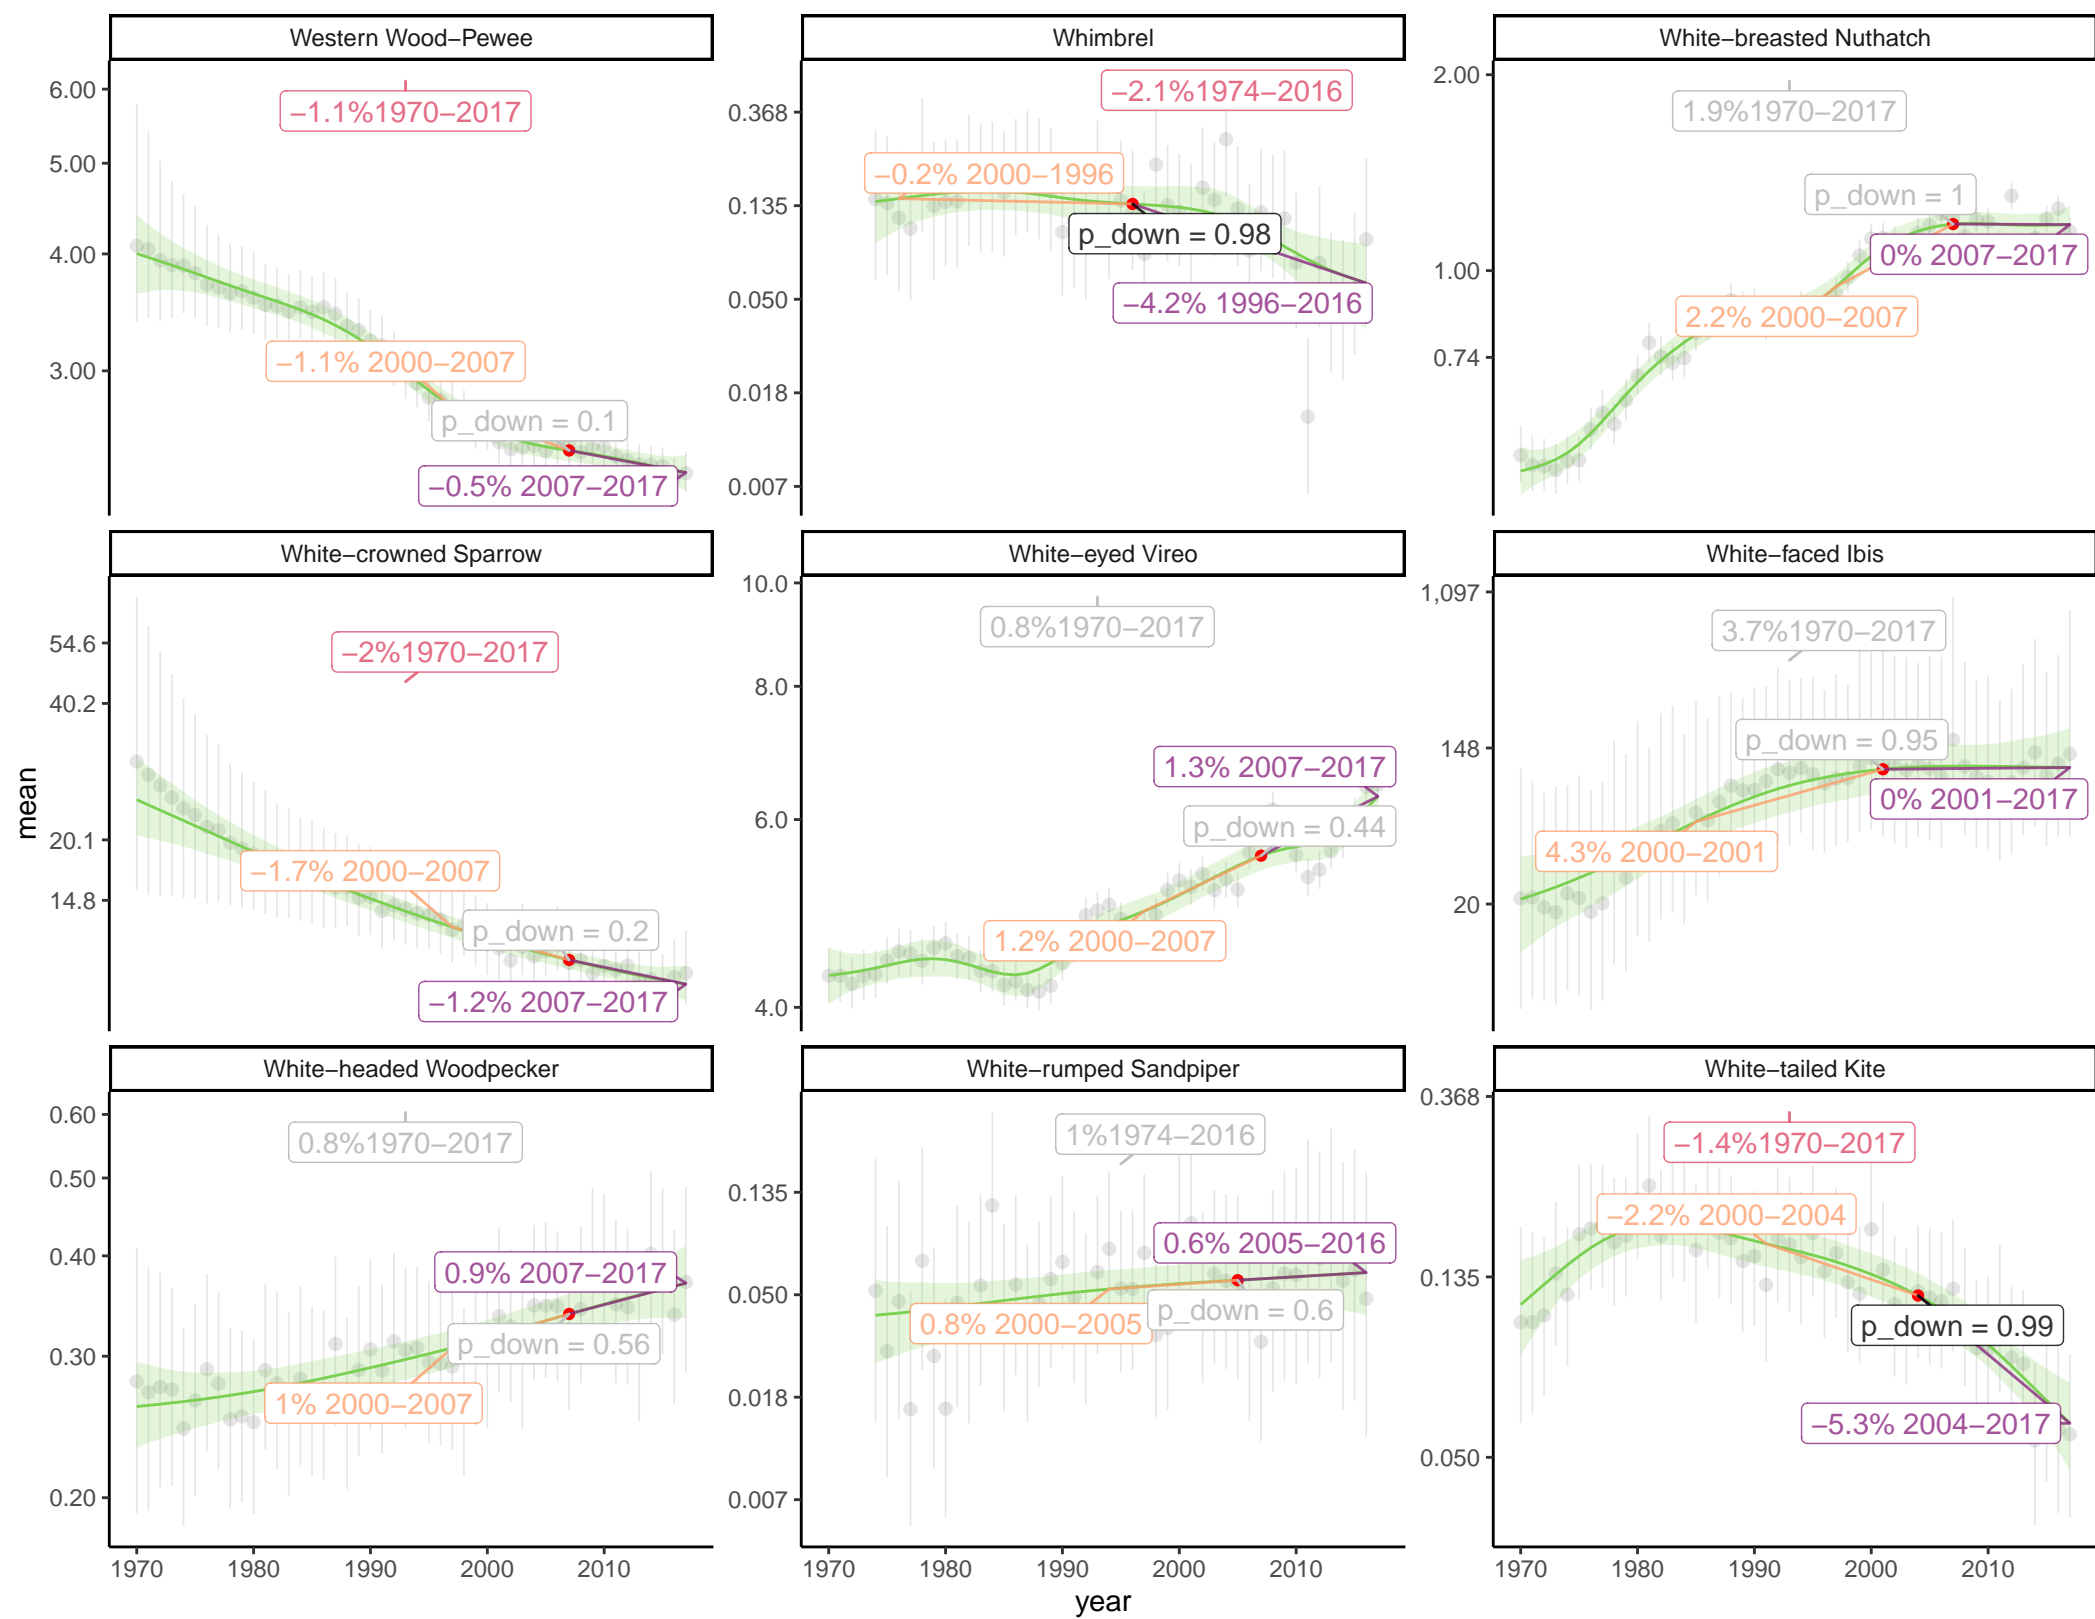 Western Wood−Pewee
Whimbrel
White−breasted Nuthatch
6.00
5.00
4.00
3.00
−1.1%1970−2017
−1.1% 2000−2007
p_down = 0.1
−0.5% 2007−2017
0.368
0.135
0.050
0.018
0.007
−2.1%1974−2016
−0.2% 2000−1996
p_down = 0.98
−4.2% 1996−2016
2.00
1.00
0.74
1.9%1970−2017
p_down = 1
0% 2007−2017
2.2% 2000−2007
White−crowned Sparrow
White−eyed Vireo
White−faced Ibis
mean
54.6
40.2
20.1
14.8
−2%1970−2017
−1.7% 2000−2007
p_down = 0.2
−1.2% 2007−2017
10.0
8.0
6.0
4.0
0.8%1970−2017
1.3% 2007−2017
p_down = 0.44
1.2% 2000−2007
1,097
148
20
3.7%1970−2017
p_down = 0.95
0% 2001−2017
4.3% 2000−2001
White−headed Woodpecker
White−rumped Sandpiper
White−tailed Kite
0.60
0.50
0.40
0.30
0.20
0.8%1970−2017
0.9% 2007−2017
p_down = 0.56
1% 2000−2007
0.135
0.050
0.018
0.007
1%1974−2016
0.6% 2005−2016
p_down = 0.6
0.8% 2000−2005
0.368
0.135
0.050
−1.4%1970−2017
−2.2% 2000−2004
p_down = 0.99
−5.3% 2004−2017
1970 1980 1990 2000 2010
1970 1980 1990 2000 2010
1970 1980 1990 2000 2010
year